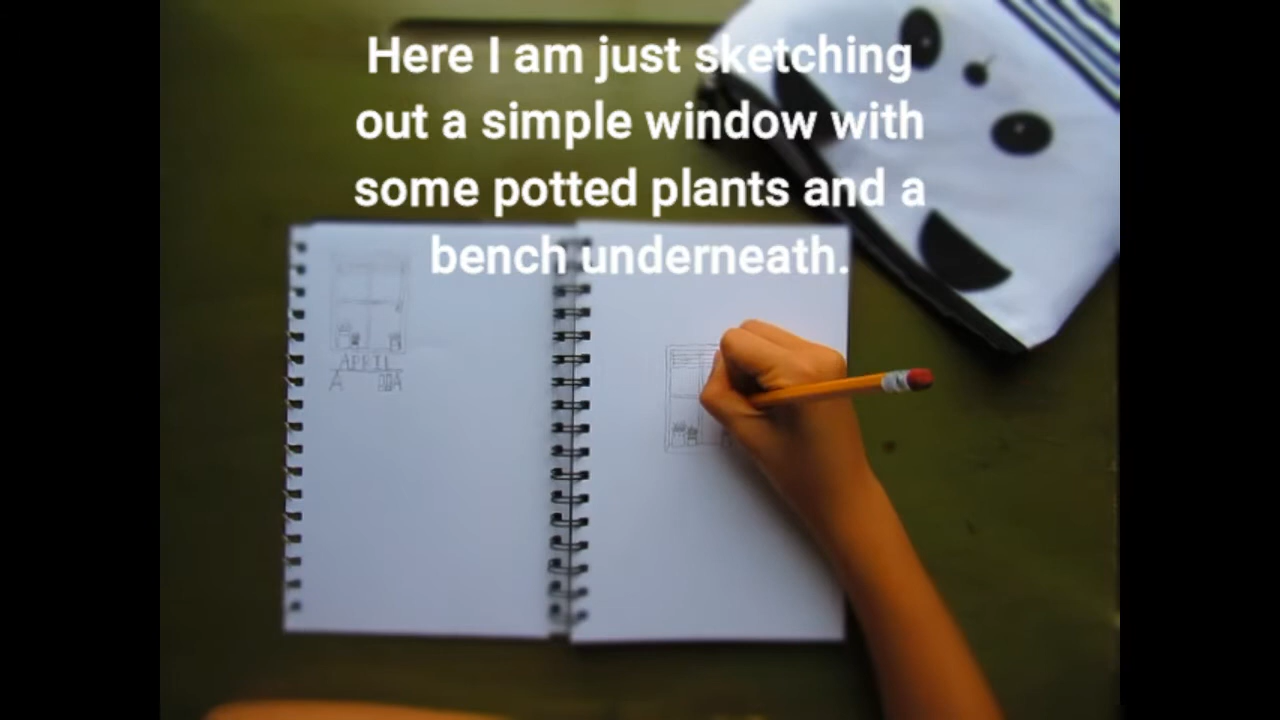 Here I am just sketching
out a simple window with
some potted plants and a
bench underneath.
APRIL